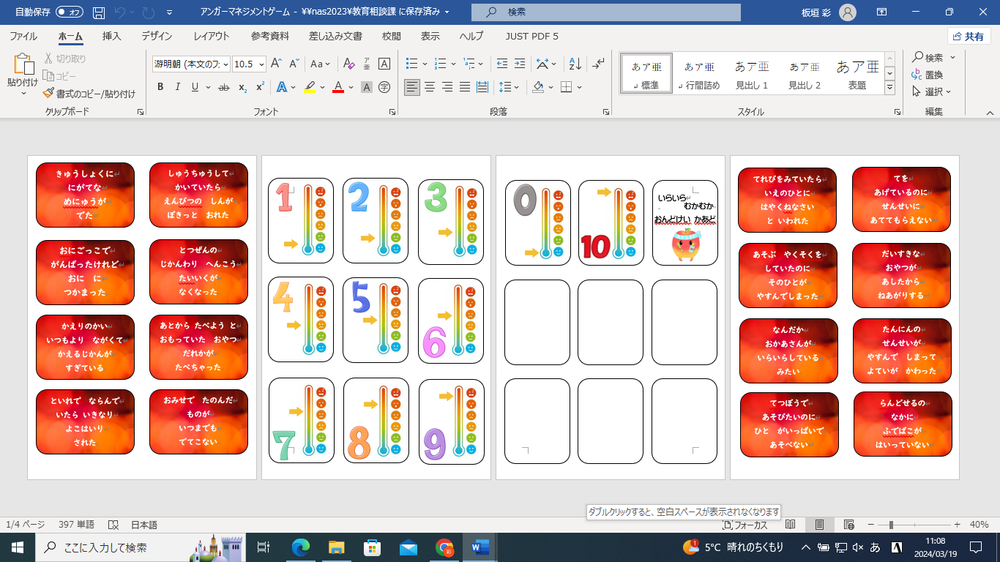 自動保存 オフ
アンガーマネジメントゲーム - ¥¥nas2023¥教育相談課 に保存済み
検索
板垣 彩
ファイル ホーム 挿入 デザイン レイアウト 参考資料 差し込み文書 校閲 表示 ヘルプ JUST PDF 5
共有
貼り付け
切り取り
コピー
書式のコピー/貼り付け
クリップボード
游明朝 (本文のフォ 10.5
フォント
段落
あア亜 あア亜 あア亜 あア亜 あア亜
標準 行間詰め 見出し 1 見出し 2 表題
スタイル
検索
置換
選択
編集
きゅうしょくに
にがてな
めにゅうが
でた
しゅうちゅうして
かいていたら
えんぴつの しんが
ぽきっと おれた
おにごっこで
がんばったけれど
おに に
つかまった
とつぜんの
じかんわり へんこう
たいいくが
なくなった
かえりのかい
いつもより ながくて
かえるじかんが
すぎている
あとから たべよう と
おもっていた おやつ
だれかが
たべちゃった
といれで ならんで
いたら いきなり
よこはいり
された
おみせで たのんだ
ものが
いつまでも
でてこない
1
2
3
4
5
6
7
8
9
0
10
いらいら
むかむか
おんどけい かあど
てれびをみていたら
いえのひとに
はやくねなさい
と いわれた
てを
あげているのに
せんせいに
あててもらえない
あそぶ やくそくを
していたのに
そのひとが
やすんでしまった
だいすきな
おやつが
あしたから
ねあがりする
なんだか
おかあさんが
いらいらしている
みたい
たんにんの
せんせいが
やすんで しまって
よていが かわった
てつぼうで
あそびたいのに
ひと がいっぱいで
あそべない
らんどせるの
なかに
ふでばこが
はいっていない
ダブルクリックすると、空白スペースが表示されなくなります
1/4 ページ 397 単語 日本語
フォーカス
40%
ここに入力して検索
5°C 晴れのちくもり
あ A
11:08
2024/03/19